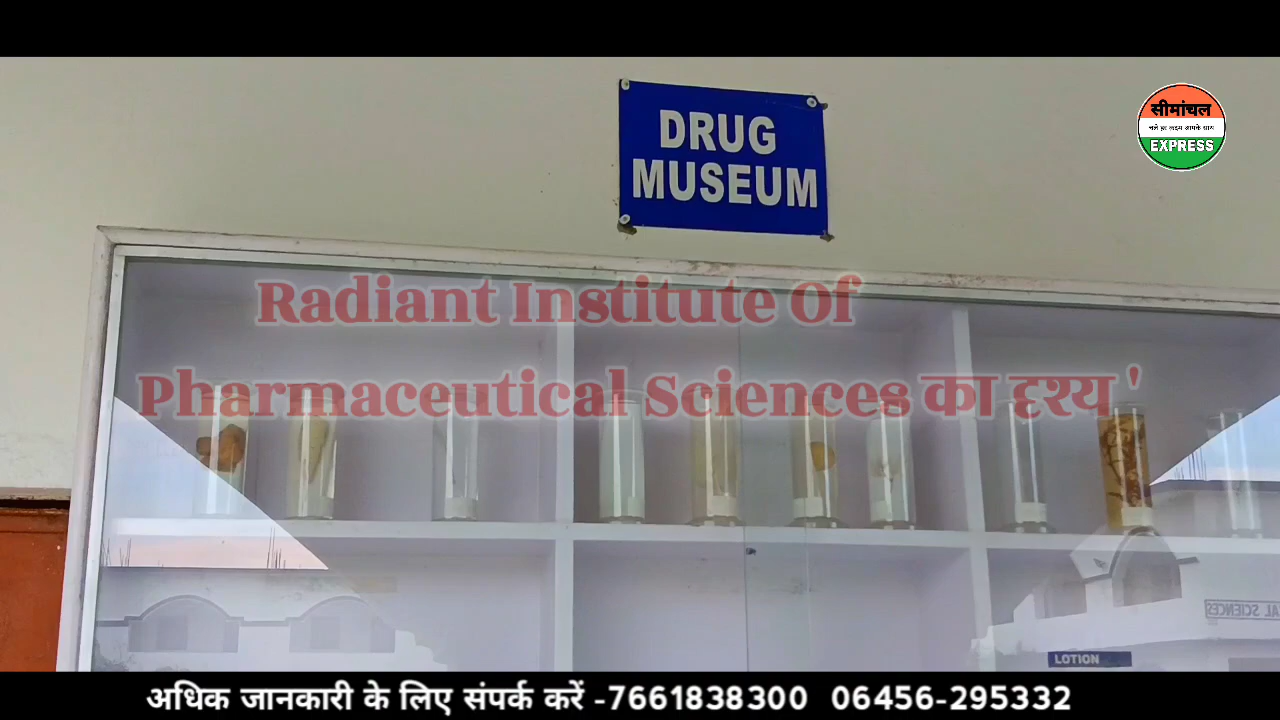 DRUG
MUSEUM
सीमांचल
EXPRESS
Radiant Institute Of
Pharmaceutical Sciences का दृश्य'
LOTION
अधिक जानकारी के लिए संपर्क करें -7661838300 06456-295332